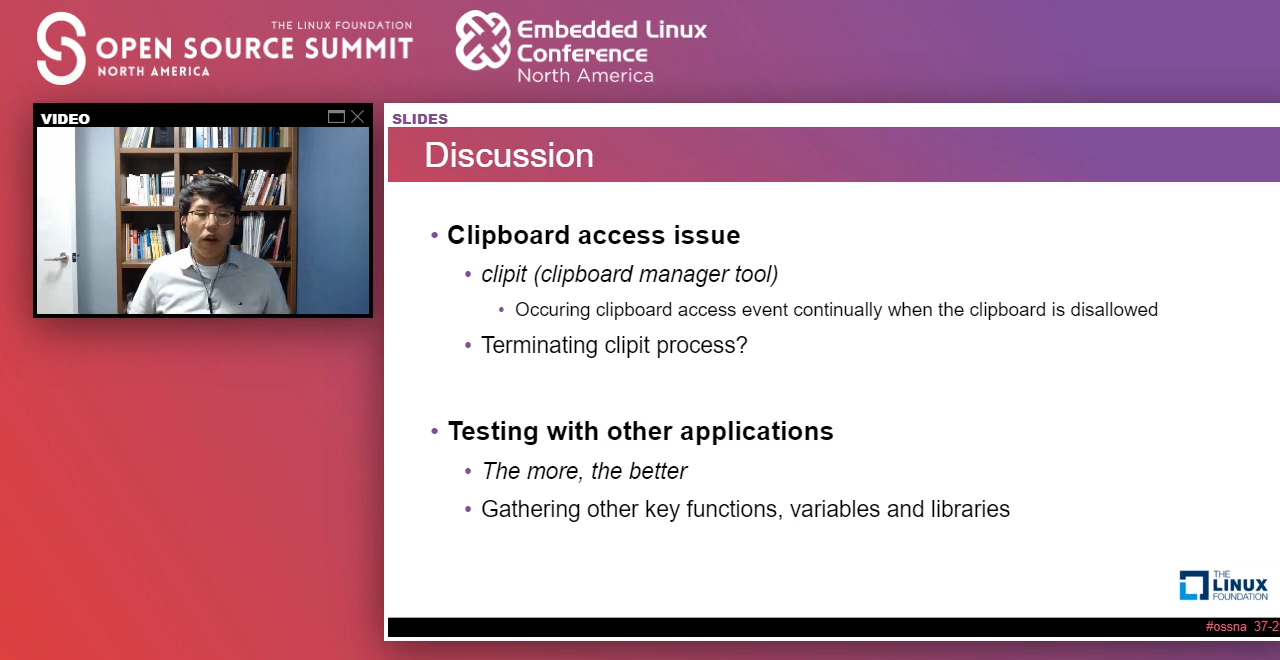 THE LINUX FOUNDATION
OPEN SOURCE SUMMIT
NORTH AMERICA
Embedded Linux
Conference
North America
VIDEO
SLIDES
Discussion
• Clipboard access issue
• clipit (clipboard manager tool)
• Occuring clipboard access event continually when the clipboard is disallowed
• Terminating clipit process?
• Testing with other applications
• The more, the better
• Gathering other key functions, variables and libraries
THE
LINUX
FOUNDATION
#ossna 37-2